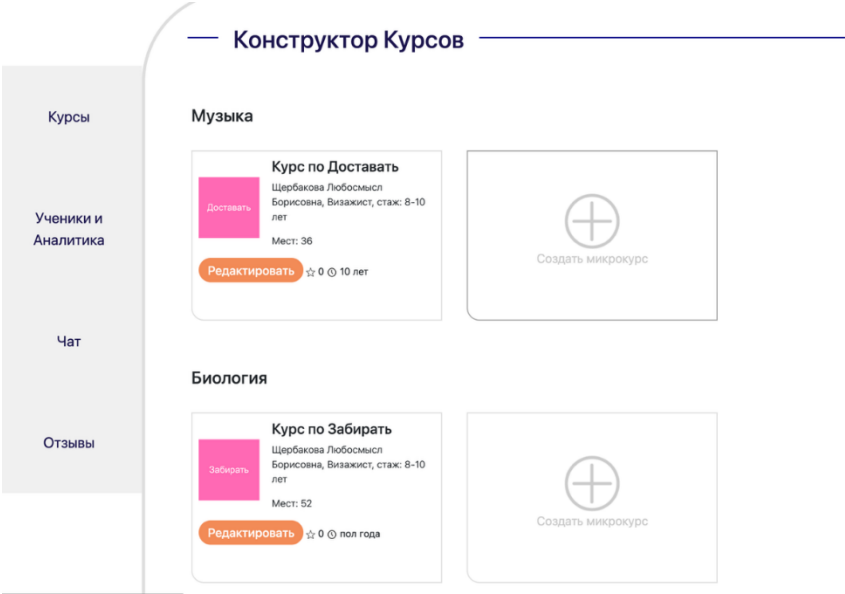 Конструктор Курсов
Курсы
Ученики и
Аналитика
Чат
Отзывы
Музыка
Доставать
Курс по Доставать
Щербакова Любосмысл
Борисовна, Визажист, стаж: 8-10
лет
Мест: 36
Редактировать 0 10 лет
Создать микрокурс
Биология
Забирать
Курс по Забирать
Щербакова Любосмысл
Борисовна, Визажист, стаж: 8-10
лет
Мест: 52
Редактировать 0 пол года
Создать микрокурс